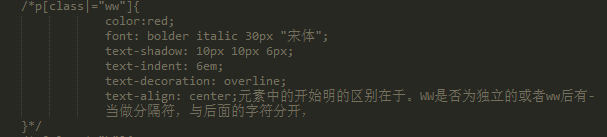 /*p[class|="ww"]{
color:red;
font: bolder italic 30px "宋体";
text-shadow: 10px 10px 6px;
text-indent: 6em;
text-decoration: overline;
text-align: center;元素中的开始明的区别在于。WW是否为独立的或者ww后有-
当做分隔符，与后面的字符分开，
}*/